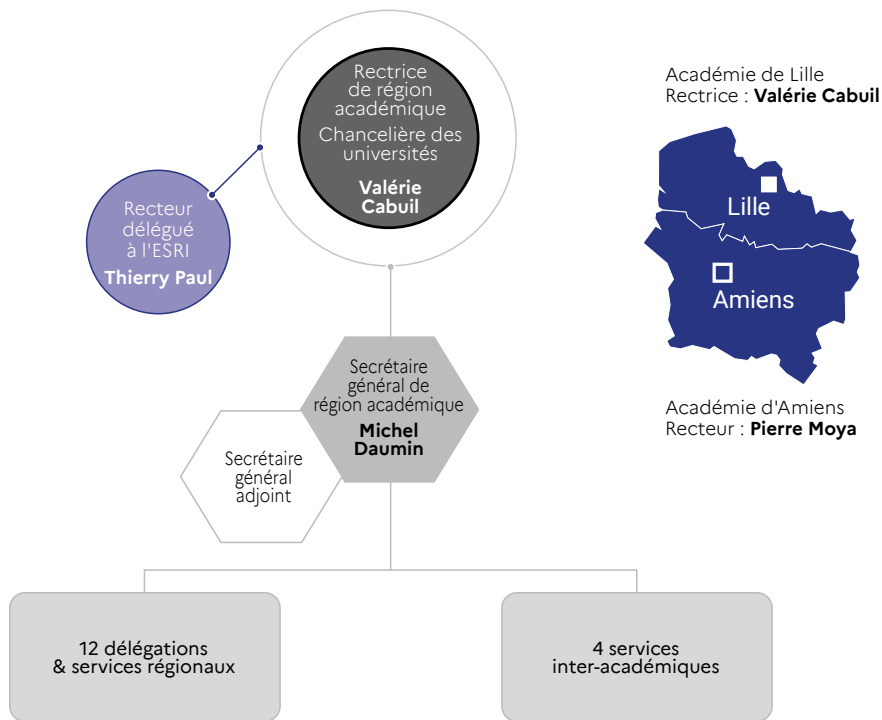 Rectrice
de région
académique
Chancelière des
universités
Valérie
Cabuil
Recteur
délégué
à l'ESRI
Thierry Paul
Secrétaire
général de
région académique
Michel
Daumin
Secrétaire
général
adjoint
12 délégations
& services régionaux
4 services
inter-académiques
Académie de Lille
Rectrice : Valérie Cabuil
Lille
Amiens
Académie d'Amiens
Recteur : Pierre Moya